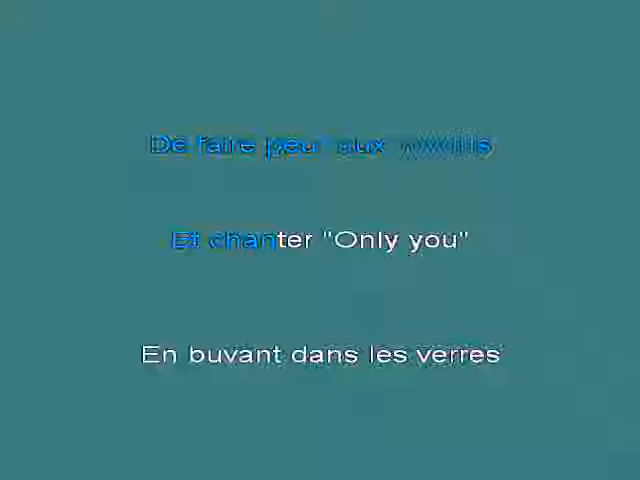 De faire peur aux
Et chanter "Only you"
En buvant dans les verres